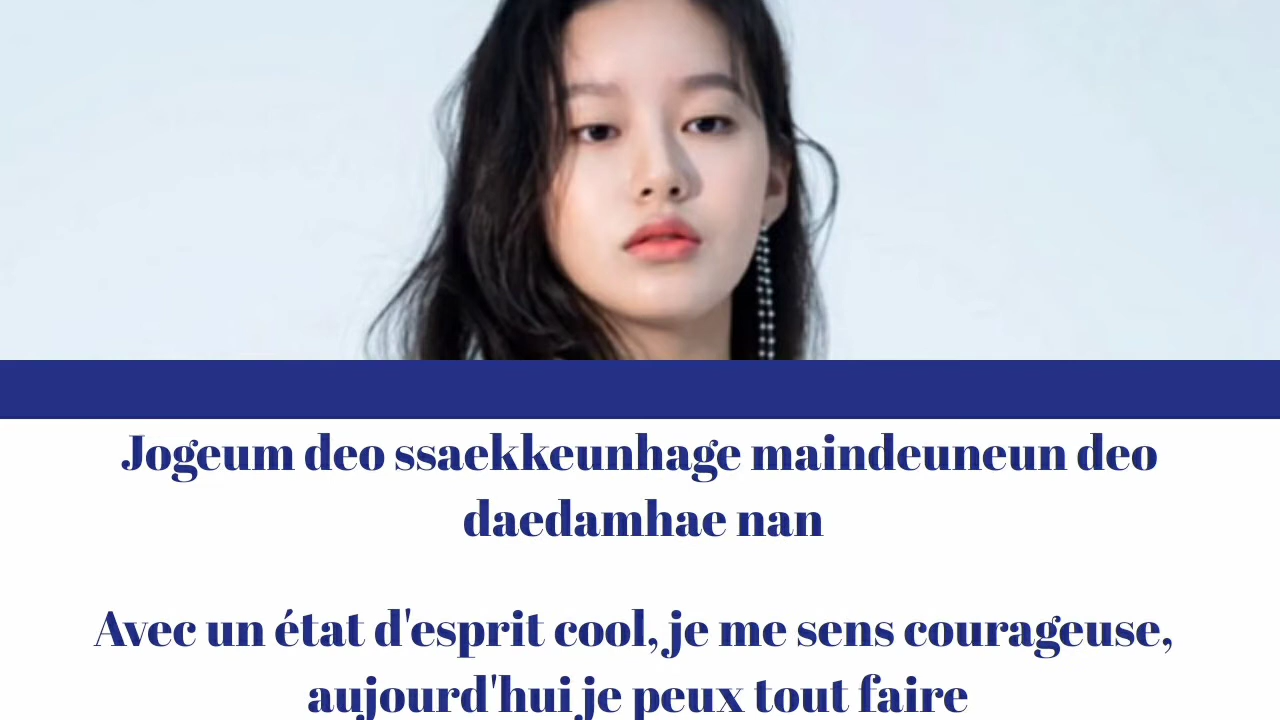 Jogeum deo ssaekkeunhage maindeuneun deo
daedamhae nan
Avec un état d'esprit cool, je me sens courageuse,
aujourd'hui je peux tout faire